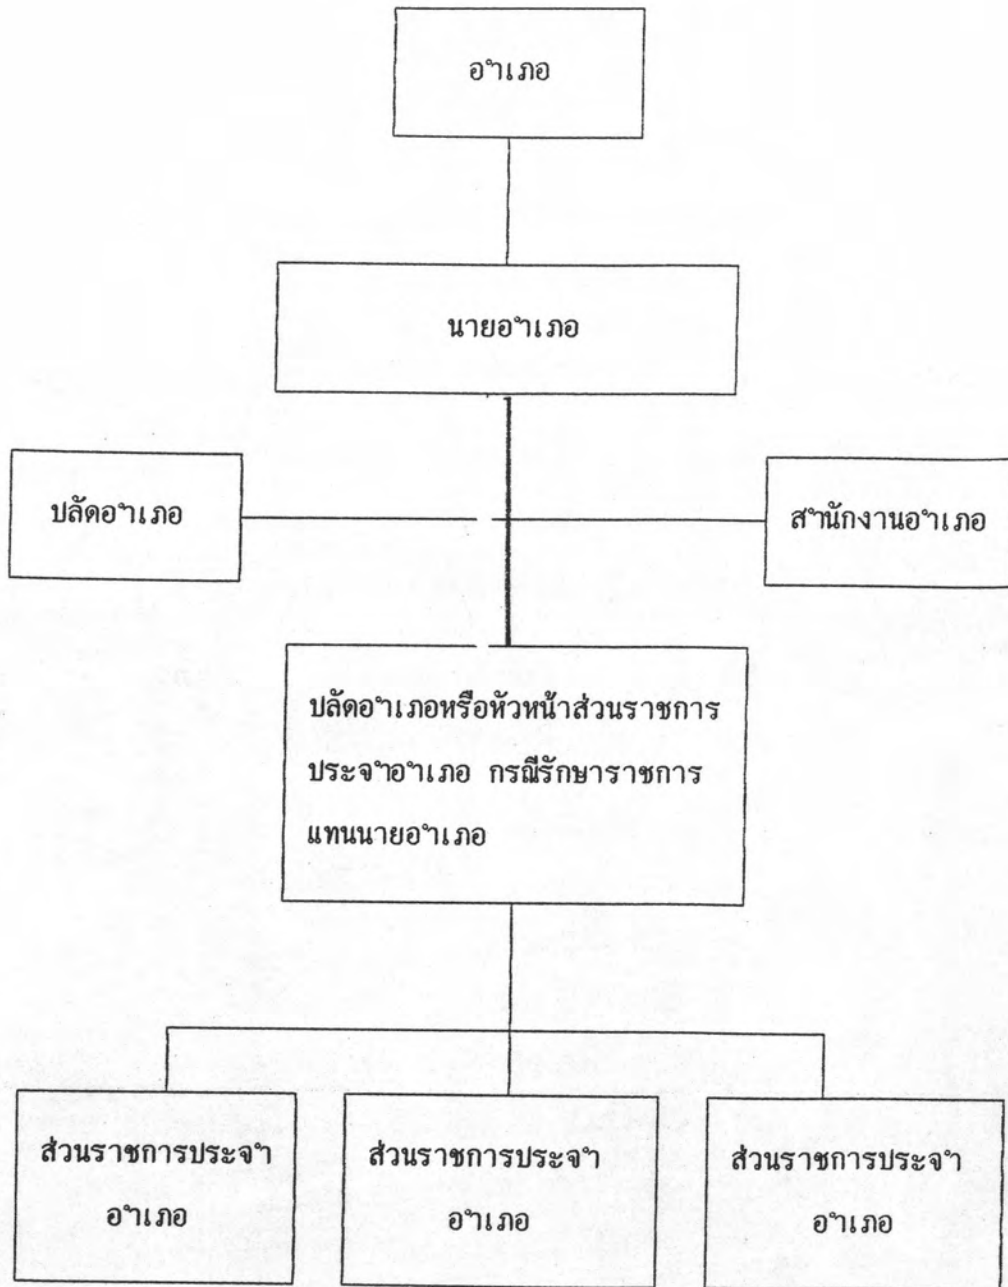 อำเภอ
นายอำเภอ
ปลัดอำเภอ
สำนักงานอำเภอ
ปลัดอำเภอหรือหัวหน้าส่วนราชการ
ประจำอำเภอ กรณีรักษาราชการ
แทนนายอำเภอ
ส่วนราชการประจำ
อำเภอ
ส่วนราชการประจำ
อำเภอ
ส่วนราชการประจำ
อำเภอ